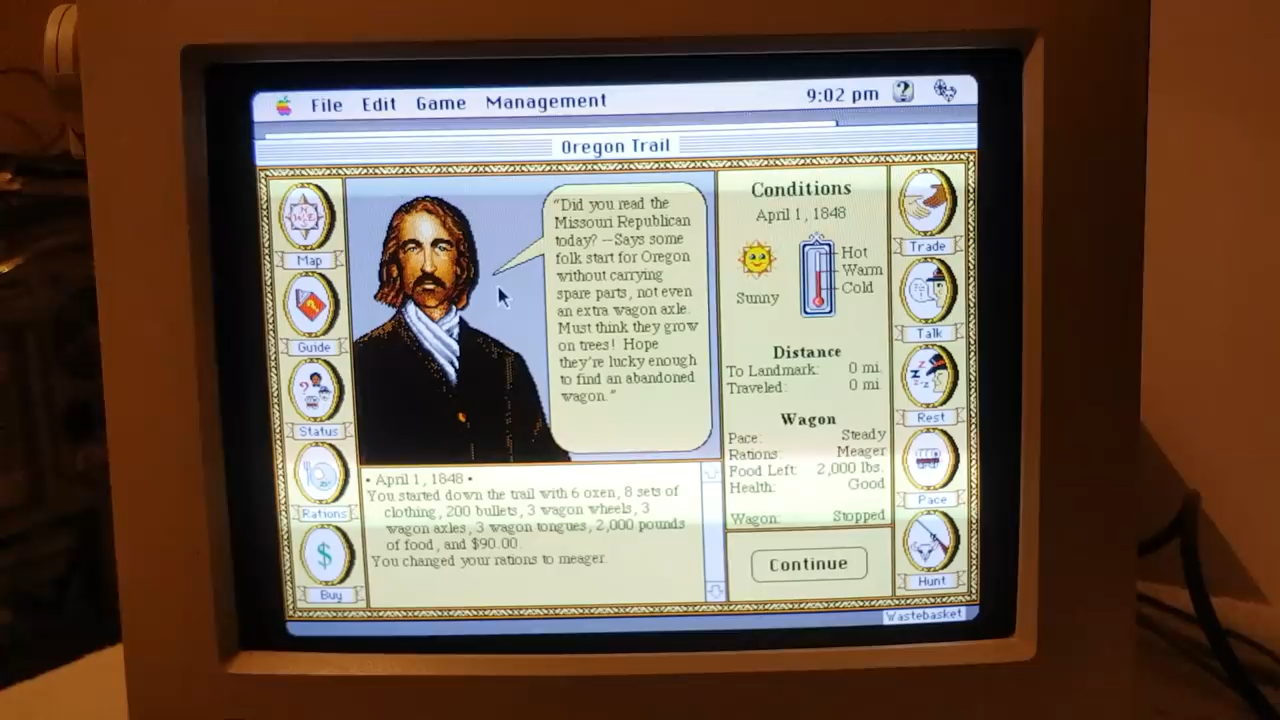 File Edit Game Management 9:02 pm
Oregon Trail
Map
Guide
Status
Rations
Buy
"Did you read the
Missouri Republican
today? -Says some
folk start for Oregon
without carrying
spare parts, not even
an extra wagon axle.
Must think they grow
on trees! Hope
they're lucky enough
to find an abandoned
wagon."
• April 1, 1848 •
You started down the trail with 6 oxen, 8 sets of
clothing, 200 bullets, 3 wagon wheels, 3
wagon axles, 3 wagon tongues, 2,000 pounds
of food, and $90.00.
You changed your rations to meager.
Conditions
April 1, 1848
Sunny
Hot
Warm
Cold
Distance
To Landmark: 0 mi.
Traveled: 0 mi.
Wagon
Pace: Steady
Rations: Meager
Food Left: 2,000 lbs.
Health: Good
Wagon: Stopped
Continue
Trade
Talk
Rest
Pace
Hunt
Wastebasket